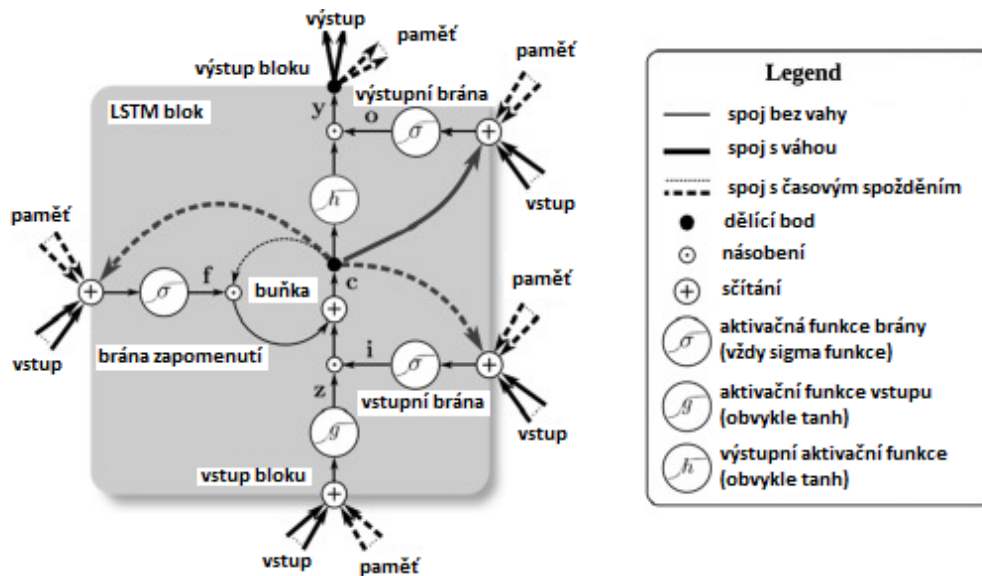 výstup
paměť
výstup bloku
paměť
LSTM blok
y
výstupní brána
o
σ
vstup
h
paměť
c
paměť
f
σ
buňka
vstup
brána zapomenutí
i
σ
z
vstupní brána
vstup
g
vstup bloku
vstup
paměť
Legend
spoj bez vahy
spoj s váhou
spoj s časovým spožděním
dělící bod
násobení
sčítání
σ
aktivačná funkce brány
(vždy sigma funkce)
g
aktivační funkce vstupu
(obvykle tanh)
h
výstupní aktivační funkce
(obvykle tanh)